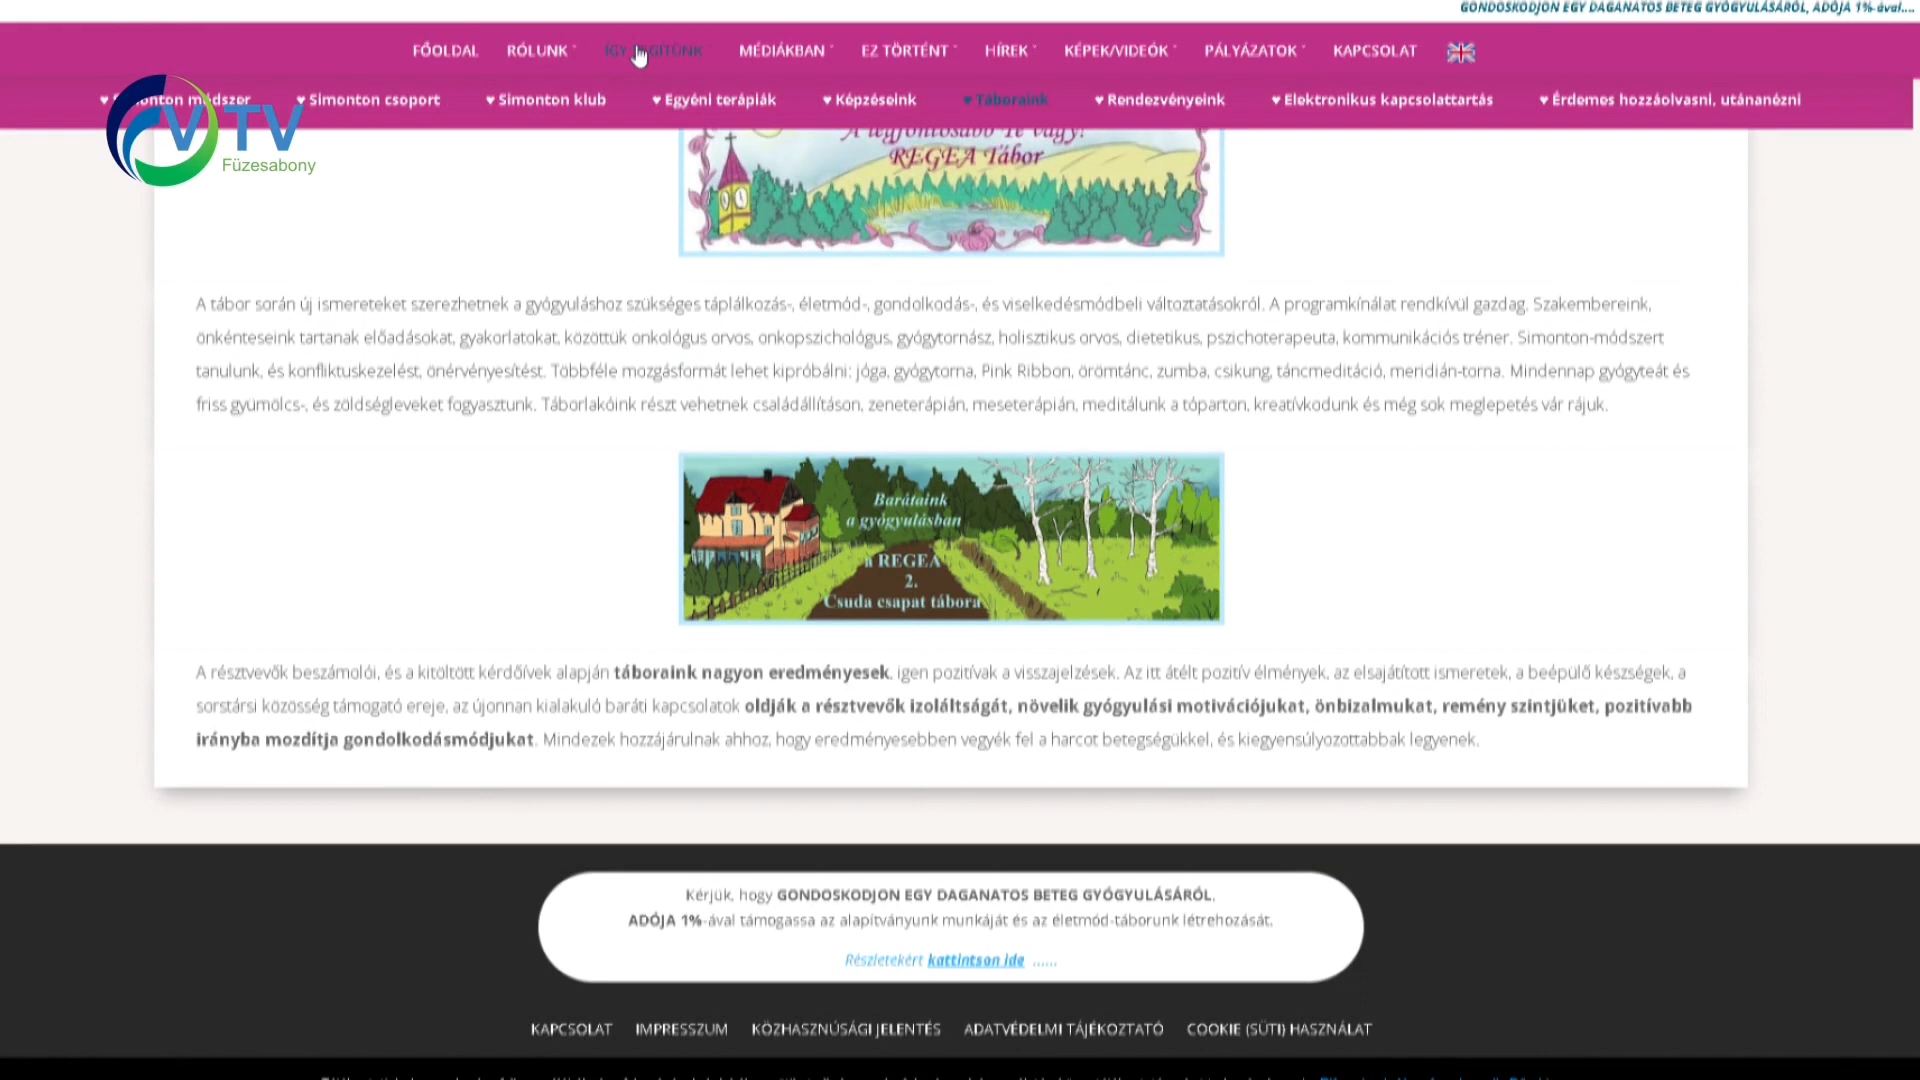 GONDOSKODJON EGY DAGANATOS BETEG GYÓGYULÁSÁRÓL, ADÓJA 1%-ával....
FŐOLDAL RÓLUNK ÍGY SEGÍTÜNK MÉDIÁKBAN EZ TÖRTÉNT HÍREK KÉPEK/VIDEÓK PÁLYÁZATOK KAPCSOLAT
♥ Simonton módszer ♥ Simonton csoport ♥ Simonton klub ♥ Egyéni terápiák ♥ Képzéseink ♥ Táboraink ♥ Rendezvényeink ♥ Elektronikus kapcsolattartás ♥ Érdemes hozzáolvasni, utánanézni
VTV
Füzesabony
A legfontosabb Te vagy!
REGEA Tábor
A tábor során új ismereteket szerezhetnek a gyógyuláshoz szükséges táplálkozás-, életmód-, gondolkodás-, és viselkedésmódbeli változtatásokról. A programkínálat rendkívül gazdag. Szakembereink,
önkénteseink tartanak előadásokat, gyakorlatokat, közöttük onkológus orvos, onkopszichológus, gyógytornász, holisztikus orvos, dietetikus, pszichoterapeuta, kommunikációs tréner. Simonton-módszert
tanulunk, és konfliktuskezelést, önérvényesítést. Többféle mozgásformát lehet kipróbálni: jóga, gyógytorna, Pink Ribbon, örömtánc, zumba, csikung, táncmeditáció, meridián-torna. Mindennap gyógyteát és
friss gyümölcs-, és zöldségleveket fogyasztunk. Táborlakóink részt vehetnek családállításon, zeneterápián, meseterápián, meditálunk a tóparton, kreatívkodunk és még sok meglepetés vár rájuk.
Barátaink
a gyógyulásban
a REGEA
2.
Csuda csapat tábora
A résztvevők beszámolói, és a kitöltött kérdőívek alapján táboraink nagyon eredményesek, igen pozitívak a visszajelzések. Az itt átélt pozitív élmények, az elsajátított ismeretek, a beépülő készségek, a
sorstársi közösség támogató ereje, az újonnan kialakuló baráti kapcsolatok oldják a résztvevők izoláltságát, növelik gyógyulási motivációjukat, önbizalmukat, remény szintjüket, pozitívabb
irányba mozdítja gondolkodásmódjukat. Mindezek hozzájárulnak ahhoz, hogy eredményesebben vegyék fel a harcot betegségükkel, és kiegyensúlyozottabbak legyenek.
Kérjük, hogy GONDOSKODJON EGY DAGANATOS BETEG GYÓGYULÁSÁRÓL,
ADÓJA 1%-ával támogassa az alapítványunk munkáját és az életmód-táborunk létrehozását.
Részletekért kattintson ide ......
KAPCSOLAT IMPRESSZUM KÖZHASZNÚSÁGI JELENTÉS ADATVÉDELMI TÁJÉKOZTATÓ COOKIE (SÜTI) HASZNÁLAT